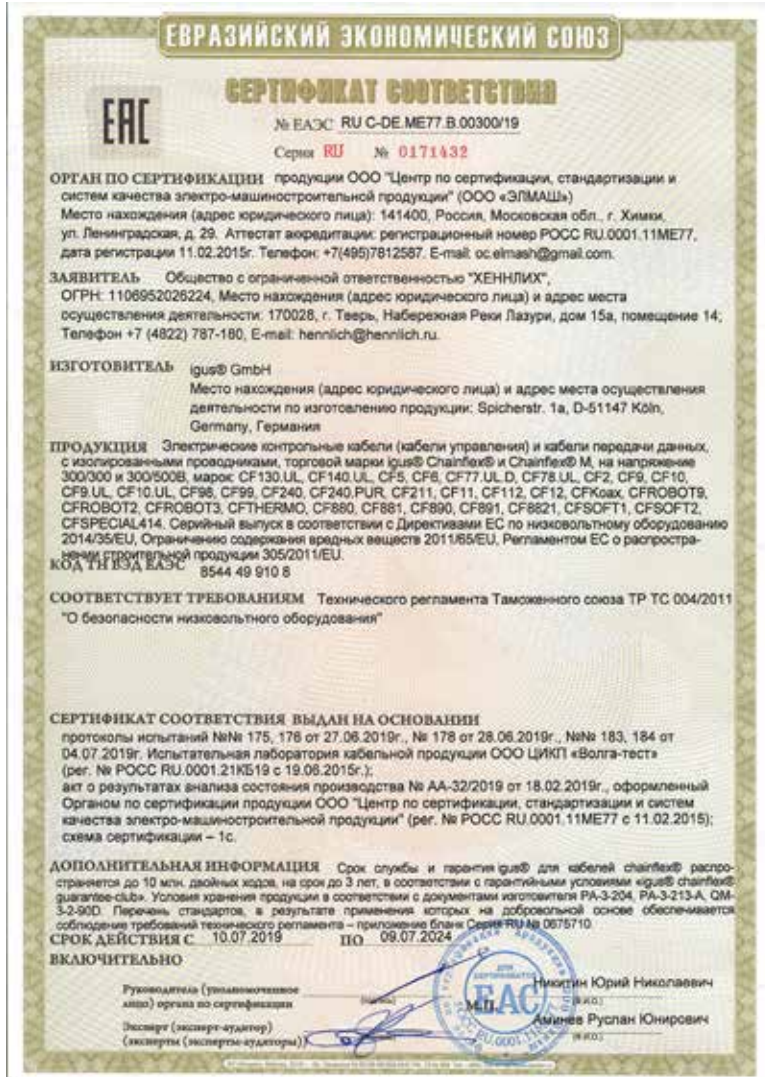 ЕВРАЗИЙСКИЙ ЭКОНОМИЧЕСКИЙ СОЮЗ
СЕРТИФИКАТ СООТВЕТСТВИЯ
EAC
№ ЕАЭС RU C-DE.ME77.B.00300/19
Серия RU № 0171432
ОРГАН ПО СЕРТИФИКАЦИИ продукции ООО "Центр по сертификации, стандартизации и
систем качества электро-машиностроительной продукции" (ООО «ЭЛМАШ»)
Место нахождения (адрес юридического лица): 141400, Россия, Московская обл., г. Химки,
ул. Ленинградская, д. 29. Аттестат аккредитации: регистрационный номер РОСС RU.0001.11ME77,
дата регистрации 11.02.2015г. Телефон: +7(495)7812587. E-mail: oc.elmash@gmail.com.
ЗАЯВИТЕЛЬ Общество с ограниченной ответственностью "ХЕННЛИХ",
ОГРН: 1106952026224, Место нахождения (адрес юридического лица) и адрес места
осуществления деятельности: 170028, г. Тверь, Набережная Реки Лазури, дом 15а, помещение 14;
Телефон +7 (4822) 787-180, E-mail: hennlich@hennlich.ru.
ИЗГОТОВИТЕЛЬ igus® GmbH
Место нахождения (адрес юридического лица) и адрес места осуществления
деятельности по изготовлению продукции: Spicherstr. 1a, D-51147 Köln,
Germany, Германия
ПРОДУКЦИЯ Электрические контрольные кабели (кабели управления) и кабели передачи данных,
с изолированными проводниками, торговой марки igus® Chainflex® и Chainflex® M, на напряжение
300/300 и 300/500В, марок: CF130.UL, CF140.UL, CF5, CF6, CF77.UL.D, CF78.UL, CF2, CF9, CF10,
CF9.UL, CF10.UL, CF98, CF99, CF240, CF240.PUR, CF211, CF11, CF112, CF12, CFKoax, CFROBOT9,
CFROBOT2, CFROBOT3, CFTHERMO, CF880, CF881, CF890, CF891, CF8821, CFSOFT1, CFSOFT2,
CFSPECIAL414. Серийный выпуск в соответствии с Директивами ЕС по низковольтному оборудованию
2014/35/EU, Ограничению содержания вредных веществ 2011/65/EU, Регламентом ЕС о распростра-
нении строительной продукции 305/2011/EU.
КОД ТН ВЭД ЕАЭС 8544 49 910 8
СООТВЕТСТВУЕТ ТРЕБОВАНИЯМ Технического регламента Таможенного союза ТР ТС 004/2011
"О безопасности низковольтного оборудования"
СЕРТИФИКАТ СООТВЕТСТВИЯ ВЫДАН НА ОСНОВАНИИ
протоколы испытаний №№ 175, 176 от 27.06.2019г., № 178 от 28.06.2019г., №№ 183, 184 от
04.07.2019г. Испытательная лаборатория кабельной продукции ООО ЦИКП «Волга-тест»
(рег. № РОСС RU.0001.21КБ19 с 19.06.2015г.);
акт о результатах анализа состояния производства № АА-32/2019 от 18.02.2019г., оформленный
Органом по сертификации продукции ООО "Центр по сертификации, стандартизации и систем
качества электро-машиностроительной продукции" (рег. № РОСС RU.0001.11ME77 с 11.02.2015);
схема сертификации – 1с.
ДОПОЛНИТЕЛЬНАЯ ИНФОРМАЦИЯ Срок службы и гарантия igus® для кабелей chainflex® распро-
страняется до 10 млн. двойных ходов, на срок до 3 лет, в соответствии с гарантийными условиями «igus® chainflex®
guarantee-club». Условия хранения продукции в соответствии с документами изготовителя PA-3-204, PA-3-213-A, QM-
3-2-90D. Перечень стандартов, в результате применения которых на добровольной основе обеспечивается
соблюдение требований технического регламента – приложение бланк Серия RU № 0675710.
СРОК ДЕЙСТВИЯ С 10.07.2019 ПО 09.07.2024
ВКЛЮЧИТЕЛЬНО
Руководитель (уполномоченное
лицо) органа по сертификации
М.П.
Никитин Юрий Николаевич
(Ф.И.О.)
Эксперт (эксперт-аудитор)
(эксперты (эксперты-аудиторы))
Аминев Руслан Юнирович
(Ф.И.О.)
ДЛЯ СЕРТИФИКАТОВ
EAC